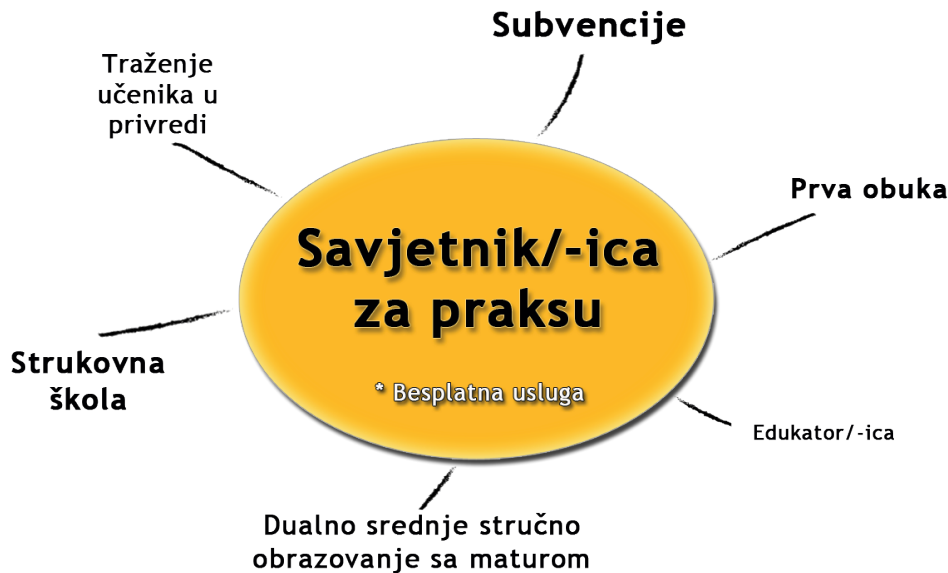 Subvencije
Traženje
učenika u
privredi
Prva obuka
Savjetnik/-ica
za praksu
* Besplatna usluga
Strukovna
škola
Edukator/-ica
Dualno srednje stručno
obrazovanje sa maturom